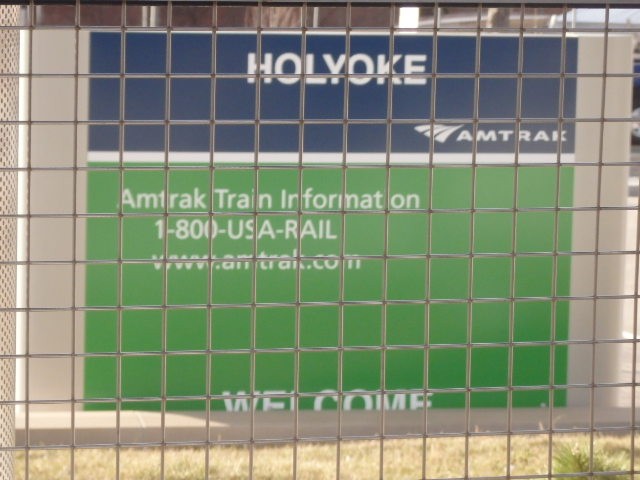 HOLYOKE
AMTRAK
Amtrak Train Information
1-800-USA-RAIL
www.amtrak.com
WELCOME